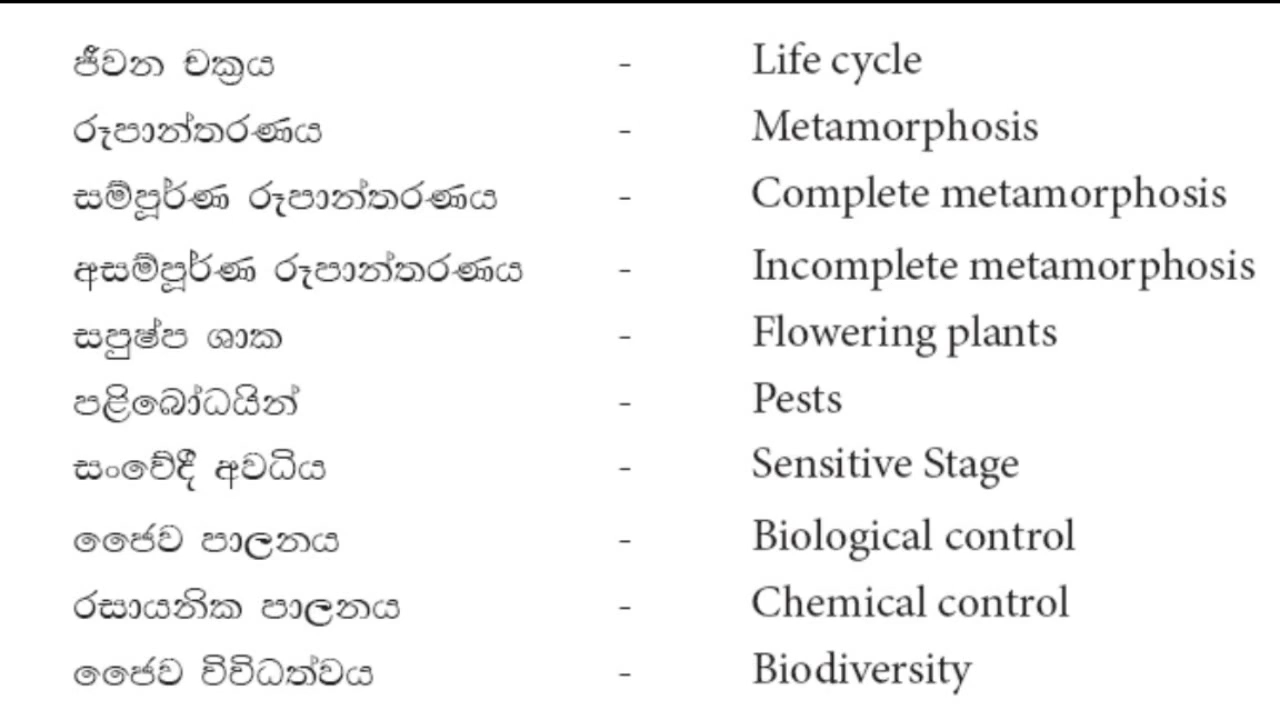 ජීවන චක්‍රය - Life cycle
රූපාන්තරණය - Metamorphosis
සම්පූර්ණ රූපාන්තරණය - Complete metamorphosis
අසම්පූර්ණ රූපාන්තරණය - Incomplete metamorphosis
සපුෂ්ප ශාක - Flowering plants
පළිබෝධයින් - Pests
සංවේදී අවධිය - Sensitive Stage
ජෛව පාලනය - Biological control
රසායනික පාලනය - Chemical control
ජෛව විවිධත්වය - Biodiversity